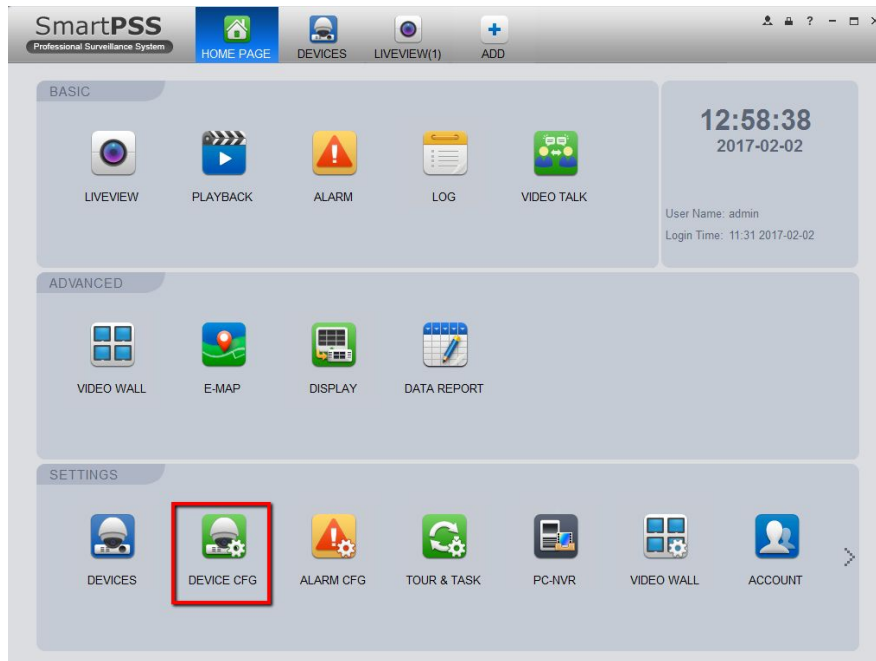 SmartPSS
Professional Surveillance System
HOME PAGE
DEVICES
LIVEVIEW(1)
ADD
?
BASIC
LIVEVIEW
PLAYBACK
ALARM
LOG
VIDEO TALK
12:58:38
2017-02-02
User Name: admin
Login Time: 11:31 2017-02-02
ADVANCED
VIDEO WALL
E-MAP
DISPLAY
DATA REPORT
SETTINGS
DEVICES
DEVICE CFG
ALARM CFG
TOUR & TASK
PC-NVR
VIDEO WALL
ACCOUNT